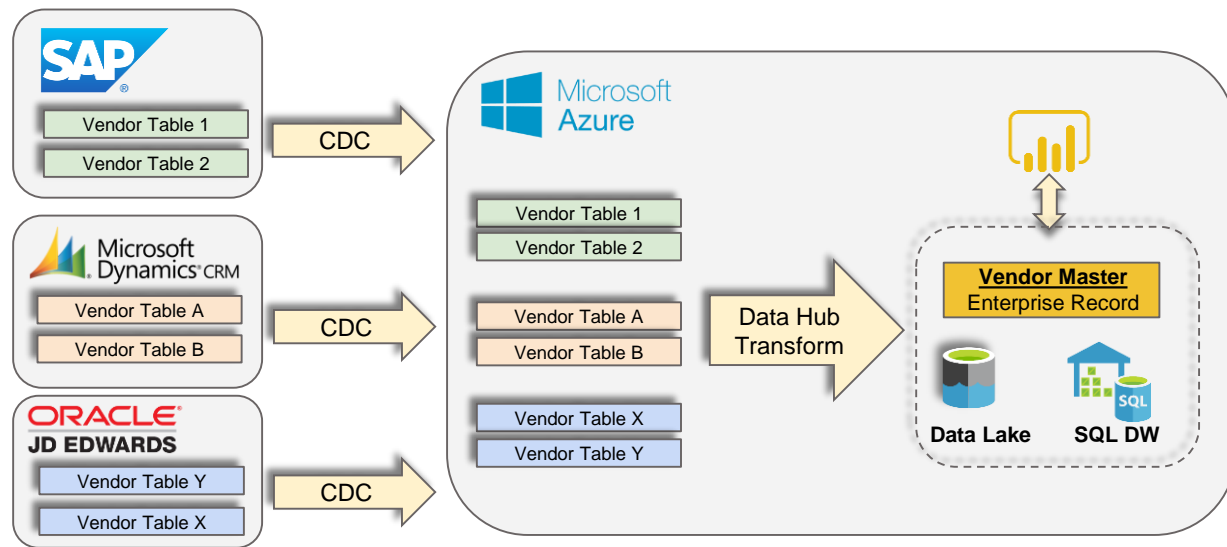 SAP®
Vendor Table 1
Vendor Table 2
CDC
Microsoft
Dynamics® CRM
Vendor Table A
Vendor Table B
CDC
ORACLE®
JD EDWARDS
Vendor Table Y
Vendor Table X
CDC
Microsoft
Azure
Vendor Table 1
Vendor Table 2
Vendor Table A
Vendor Table B
Vendor Table X
Vendor Table Y
Data Hub
Transform
Vendor Master
Enterprise Record
SQL
Data Lake
SQL DW